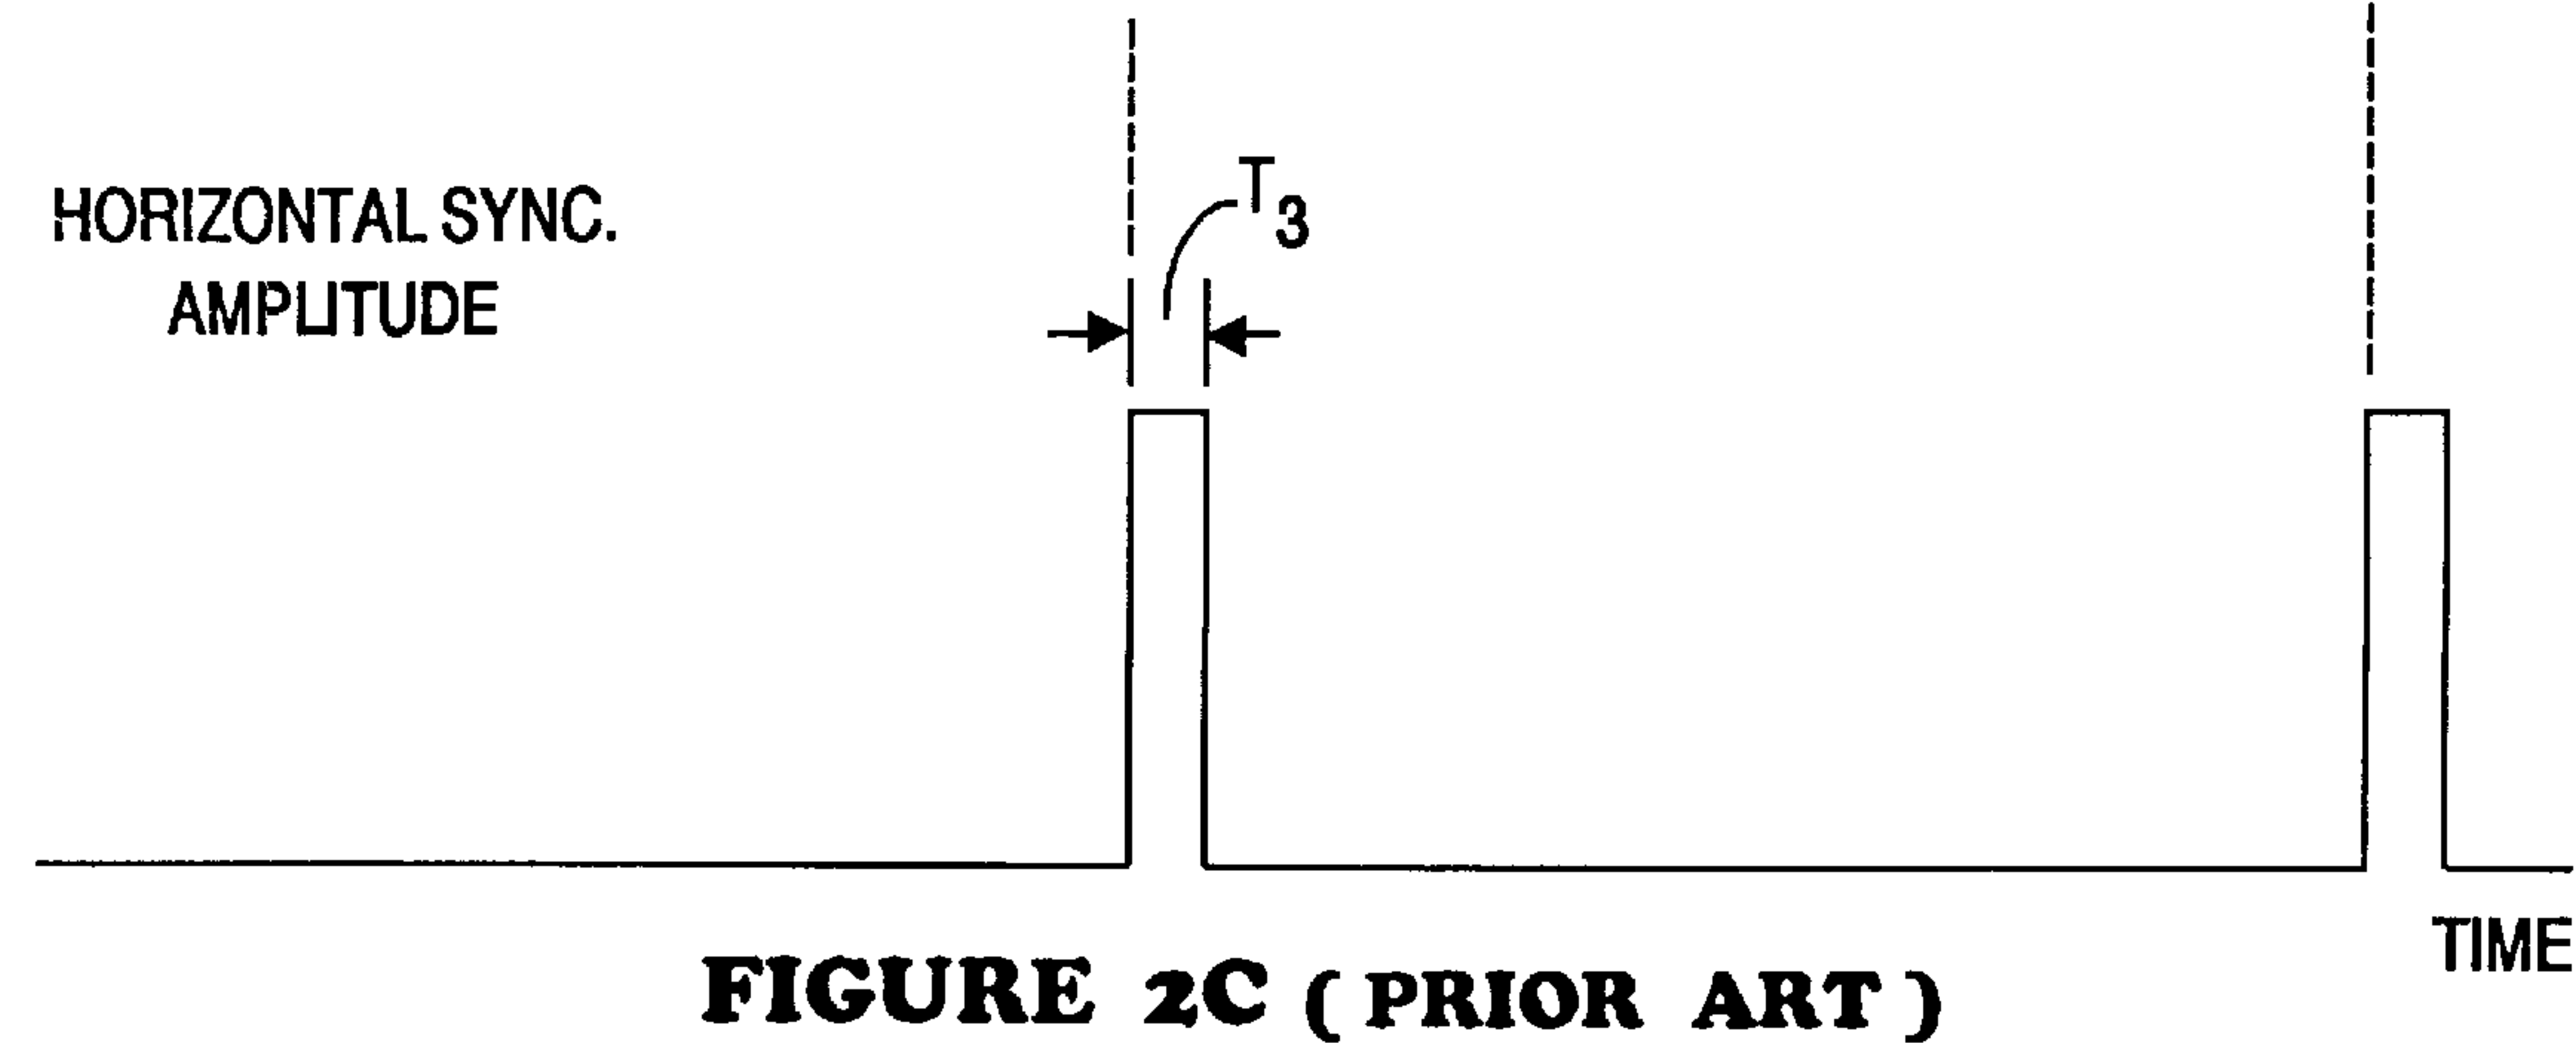 HORIZONTAL SYNC.
AMPLITUDE
T3
TIME
FIGURE 2C ( PRIOR ART )